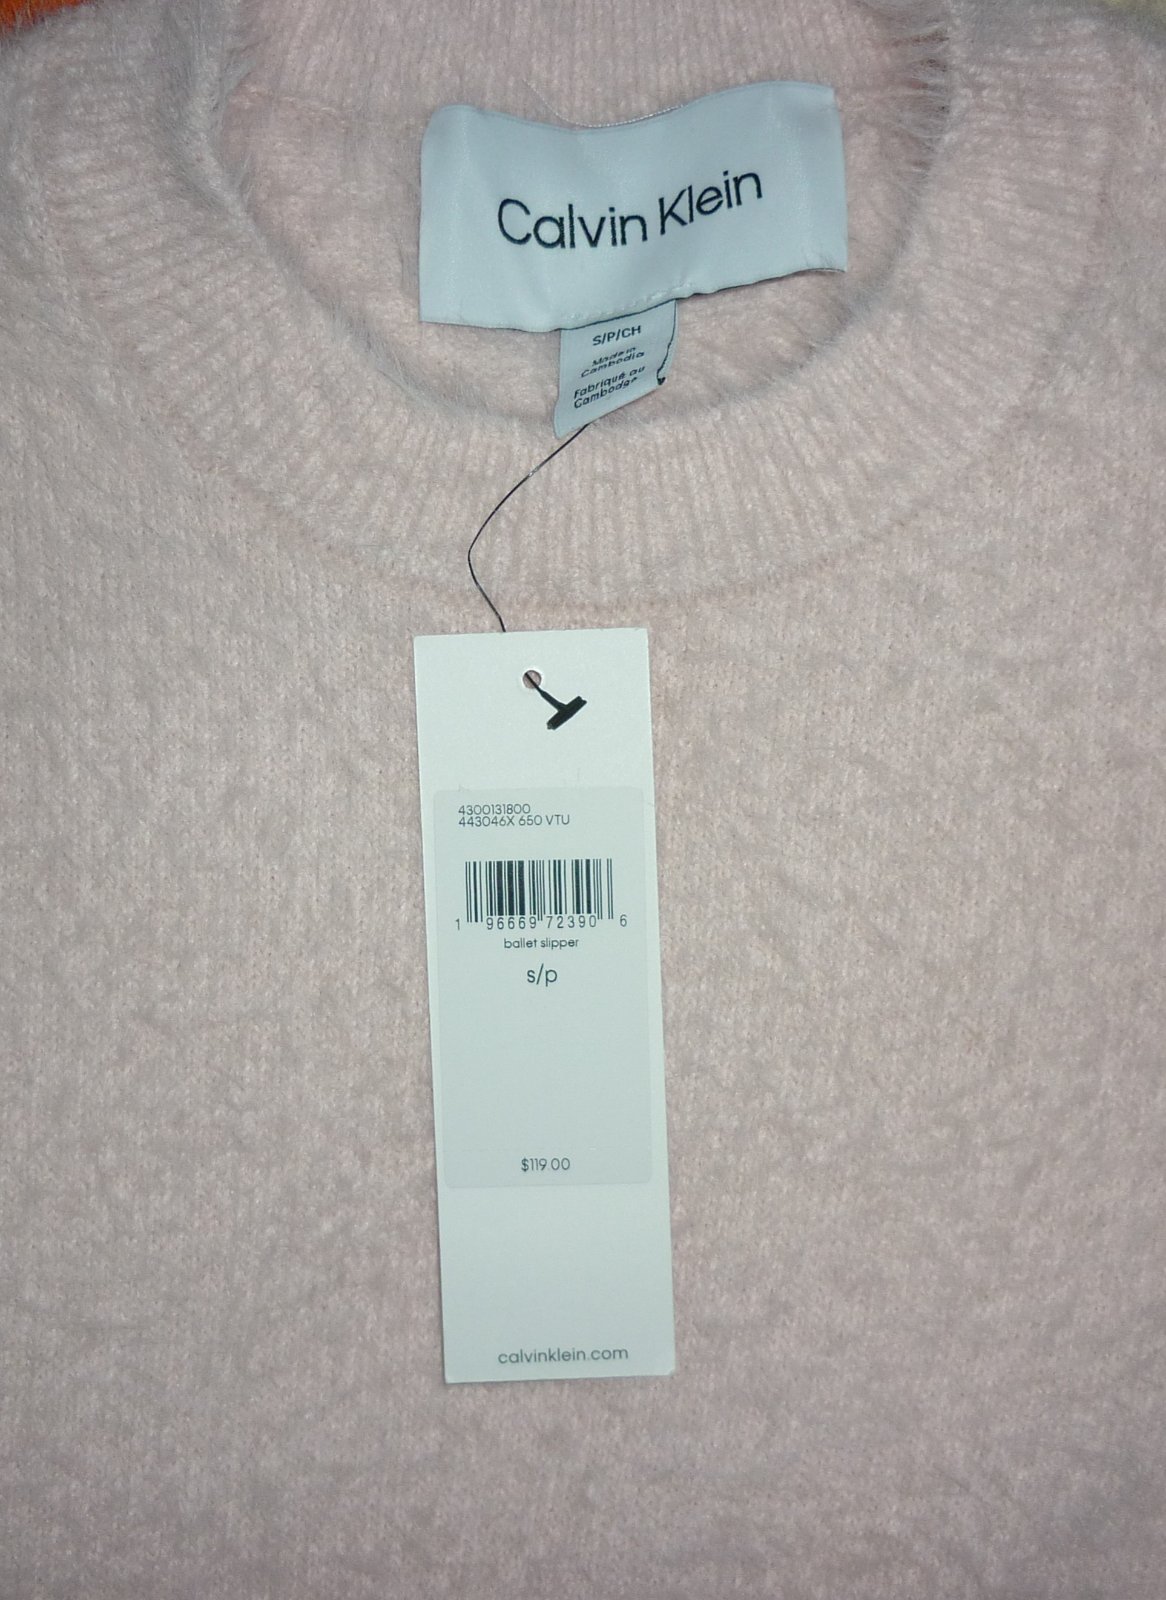 Calvin Klein
S/P/CH
Made in
Cambodia
Fabriqué au
Cambodge
4300131800
443046X 650 VTU
1 96669 72390 6
ballet slipper
s/p
$119.00
calvinklein.com